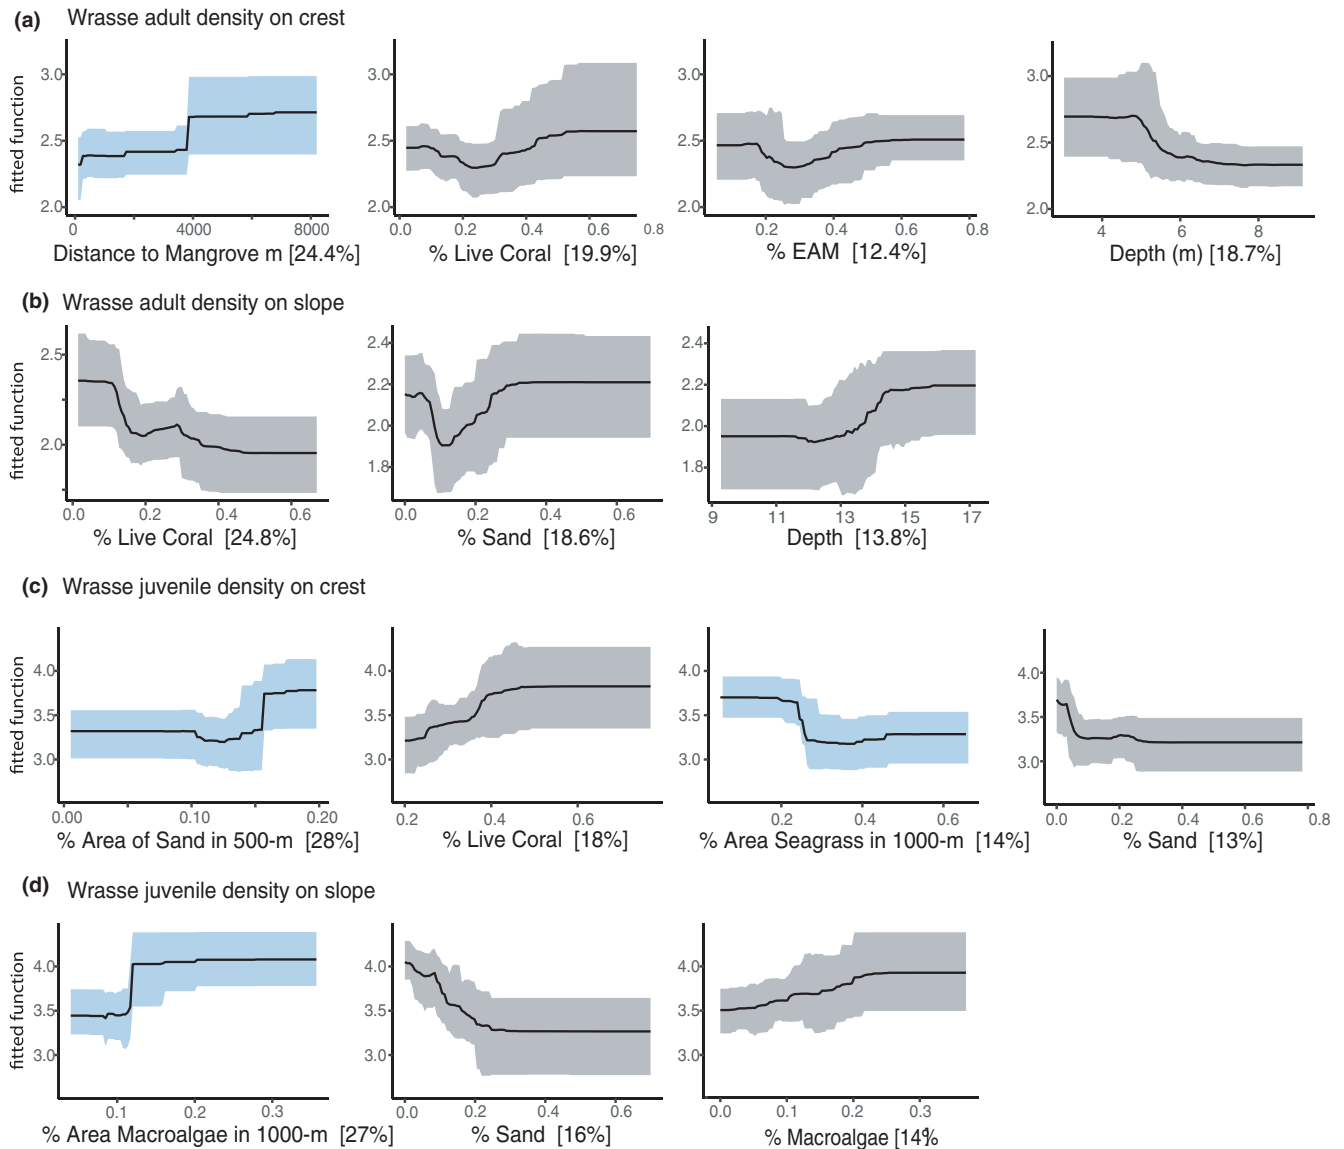 (a) Wrasse adult density on crest
fitted function
3.0 2.5 2.0
0 4000 8000
Distance to Mangrove m [24.4%]
3.0 2.5 2.0
0.0 0.2 0.4 0.6 0.8
% Live Coral [19.9%]
3.0 2.5 2.0
0.2 0.4 0.6 0.8
% EAM [12.4%]
3.0 2.5 2.0
4 6 8
Depth (m) [18.7%]
(b) Wrasse adult density on slope
fitted function
2.5 2.0
0.0 0.2 0.4 0.6
% Live Coral [24.8%]
2.4 2.2 2.0 1.8
0.0 0.2 0.4 0.6
% Sand [18.6%]
2.4 2.2 2.0 1.8
9 11 13 15 17
Depth [13.8%]
(c) Wrasse juvenile density on crest
fitted function
4.0 3.5 3.0
0.00 0.10 0.20
% Area of Sand in 500-m [28%]
4.0 3.5 3.0
0.2 0.4 0.6
% Live Coral [18%]
4.0 3.5 3.0
0.2 0.4 0.6
% Area Seagrass in 1000-m [14%]
4.0 3.5 3.0
0.0 0.2 0.4 0.6 0.8
% Sand [13%]
(d) Wrasse juvenile density on slope
fitted function
4.0 3.5 3.0
0.1 0.2 0.3
% Area Macroalgae in 1000-m [27%]
4.0 3.5 3.0
0.0 0.2 0.4 0.6
% Sand [16%]
4.0 3.5 3.0
0.0 0.1 0.2 0.3
% Macroalgae [14%